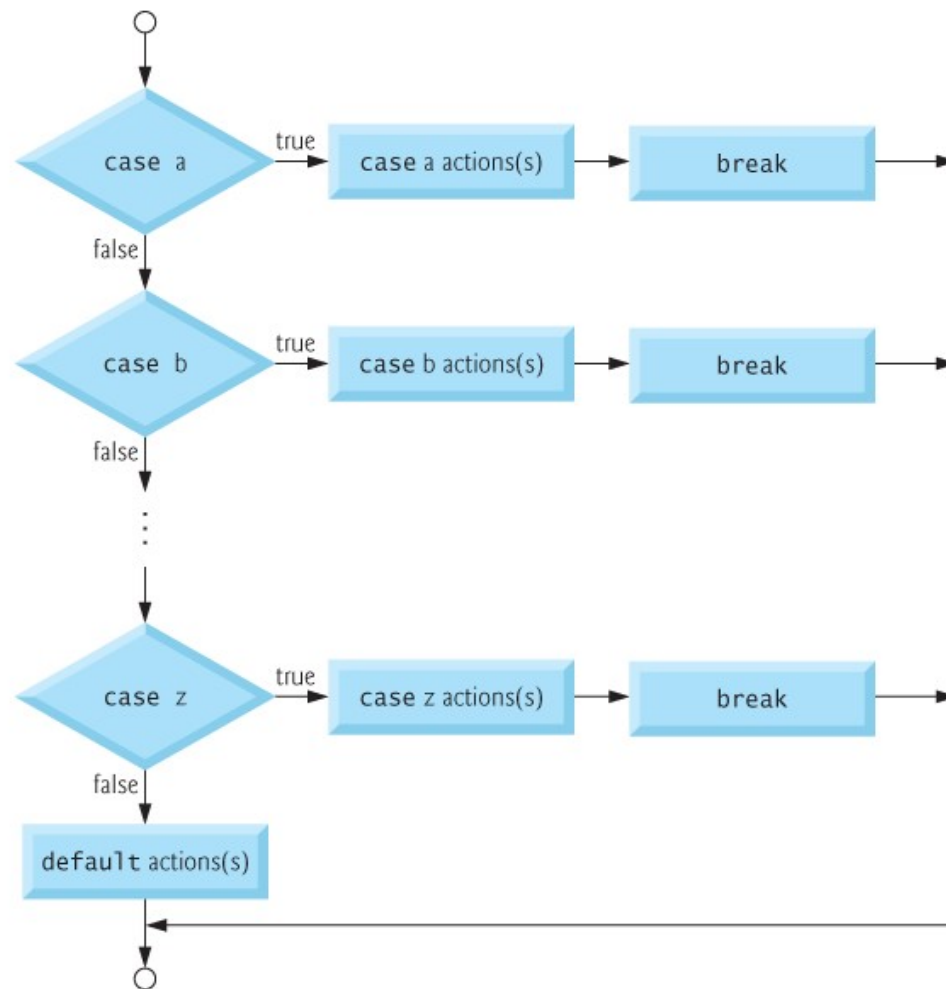 case a
true
case a actions(s)
break
false
case b
true
case b actions(s)
break
false
case z
true
case z actions(s)
break
false
default actions(s)